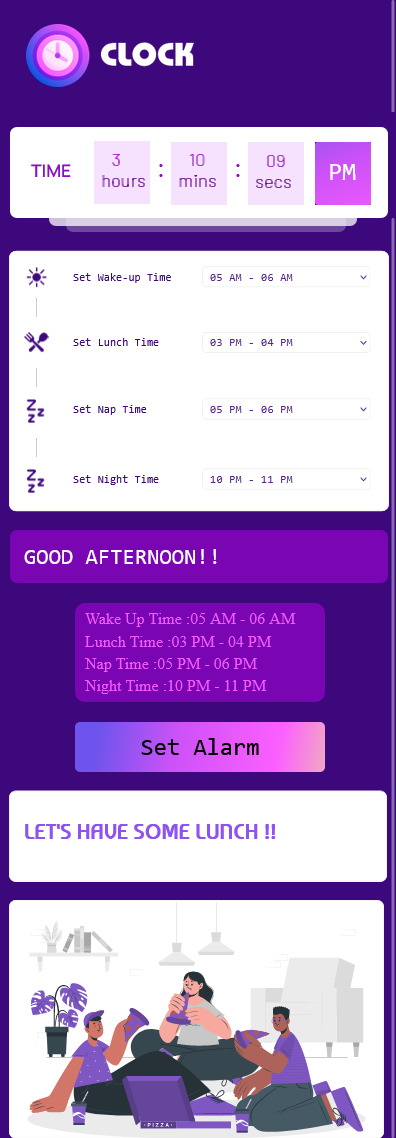 CLOCK
TIME 3 hours : 10 mins : 09 secs PM
Set Wake-up Time 05 AM - 06 AM
Set Lunch Time 03 PM - 04 PM
Set Nap Time 05 PM - 06 PM
Set Night Time 10 PM - 11 PM
GOOD AFTERNOON!!
Wake Up Time :05 AM - 06 AM
Lunch Time :03 PM - 04 PM
Nap Time :05 PM - 06 PM
Night Time :10 PM - 11 PM
Set Alarm
LET'S HAVE SOME LUNCH !!
PIZZA